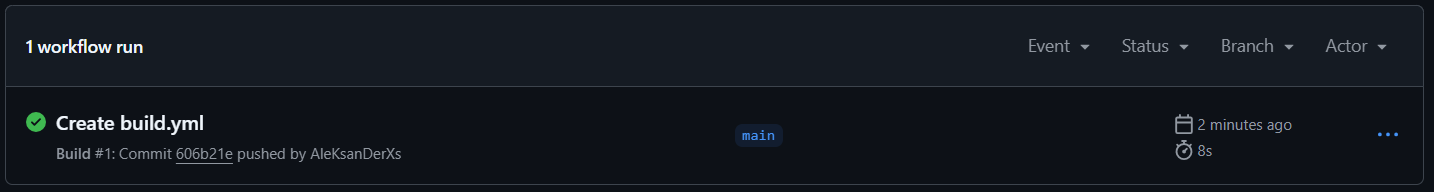 1 workflow run
Event
Status
Branch
Actor
Create build.yml
Build #1: Commit 606b21e pushed by AleKsanDerXs
main
2 minutes ago
8s